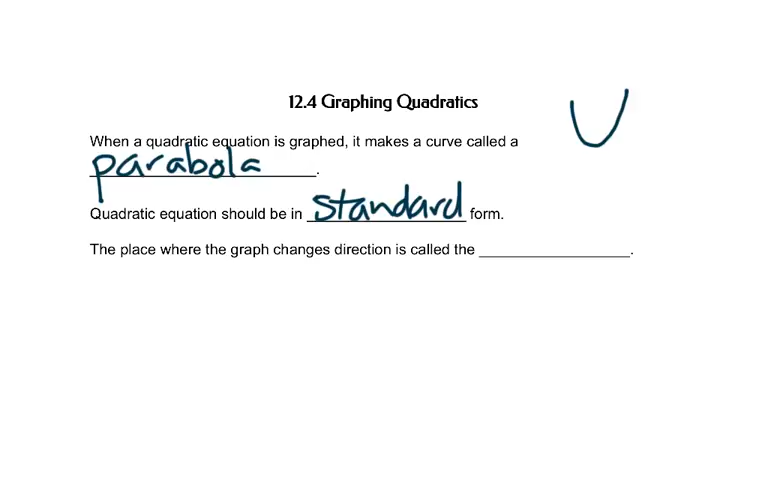 12.4 Graphing Quadratics
When a quadratic equation is graphed, it makes a curve called a
parabola.
Quadratic equation should be in standard form.
The place where the graph changes direction is called the ____________________.